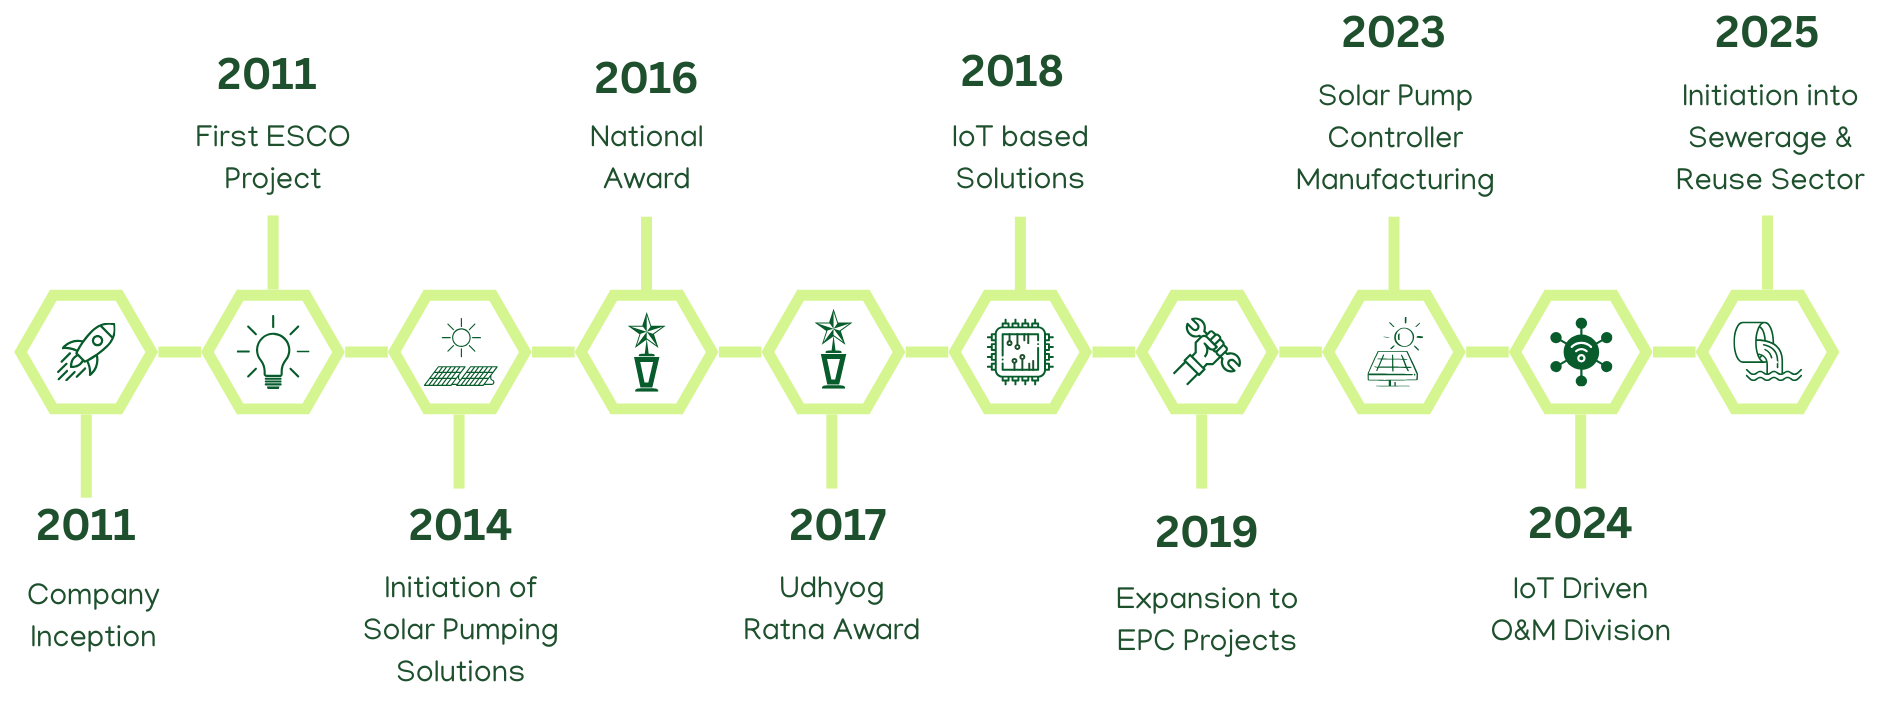 2011
Company
Inception
2011
First ESCO
Project
2014
Initiation of
Solar Pumping
Solutions
2016
National
Award
2017
Udhyog
Ratna Award
2018
IoT based
Solutions
2019
Expansion to
EPC Projects
2023
Solar Pump
Controller
Manufacturing
2024
IoT Driven
O&M Division
2025
Initiation into
Sewerage &
Reuse Sector